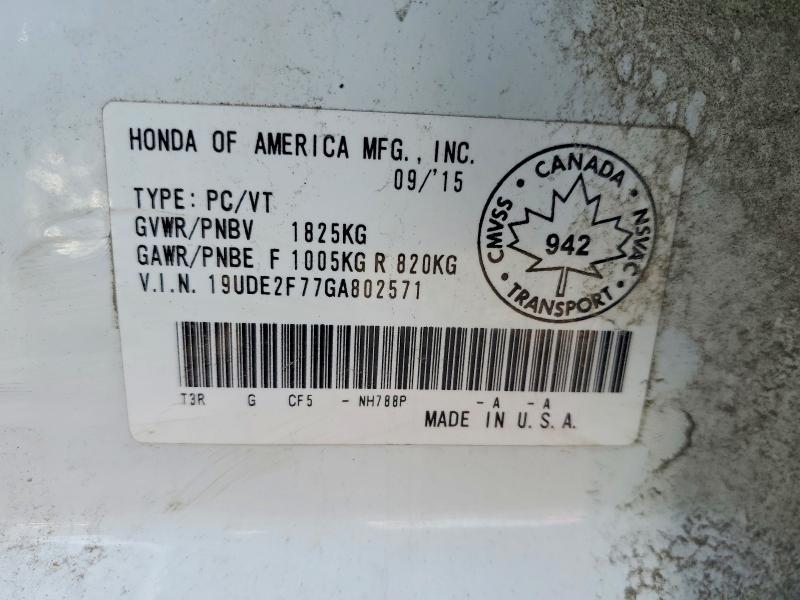 HONDA OF AMERICA MFG., INC.
09/'15
TYPE: PC/VT
GVWR/PNBV 1825KG
GAWR/PNBE F 1005KG R 820KG
V.I.N. 19UDE2F77GA802571
CMVSS • CANADA • NSVAC • TRANSPORT •
942
T3R G CF5 - NH788P - A - A
MADE IN U.S.A.